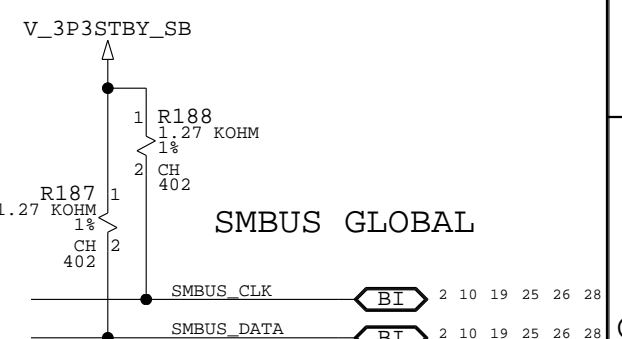 V_3P3STBY_SB
1 R188
1.27 KOHM
1%
2 CH
402
R187 1
1.27 KOHM
1%
CH 2
402
SMBUS GLOBAL
SMBUS_CLK BI 2 10 19 25 26 28
SMBUS_DATA BI 2 10 19 25 26 28